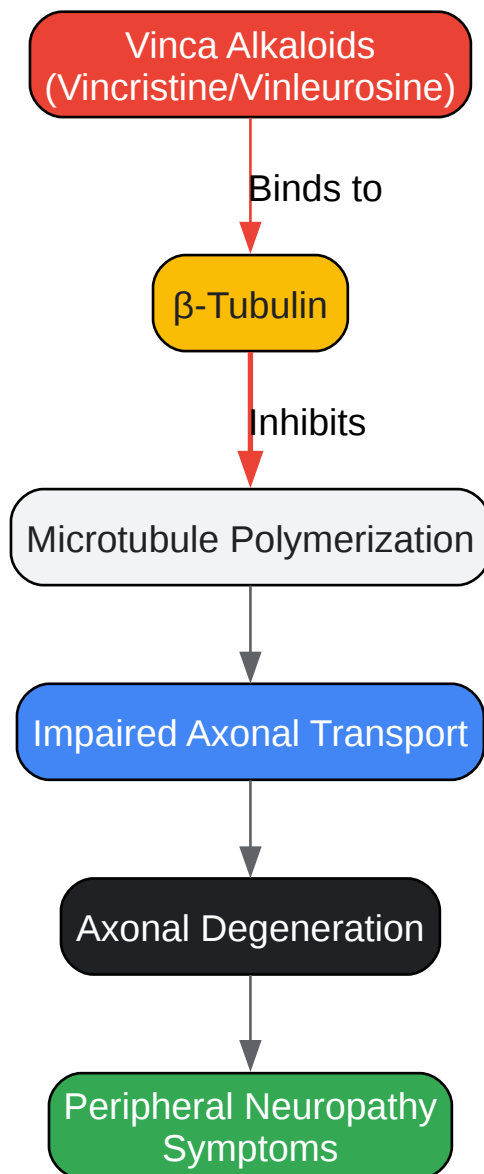 Vinca Alkaloids
(Vincristine/Vinleurosine)
Binds to
β-Tubulin
Inhibits
Microtubule Polymerization
Impaired Axonal Transport
Axonal Degeneration
Peripheral Neuropathy
Symptoms